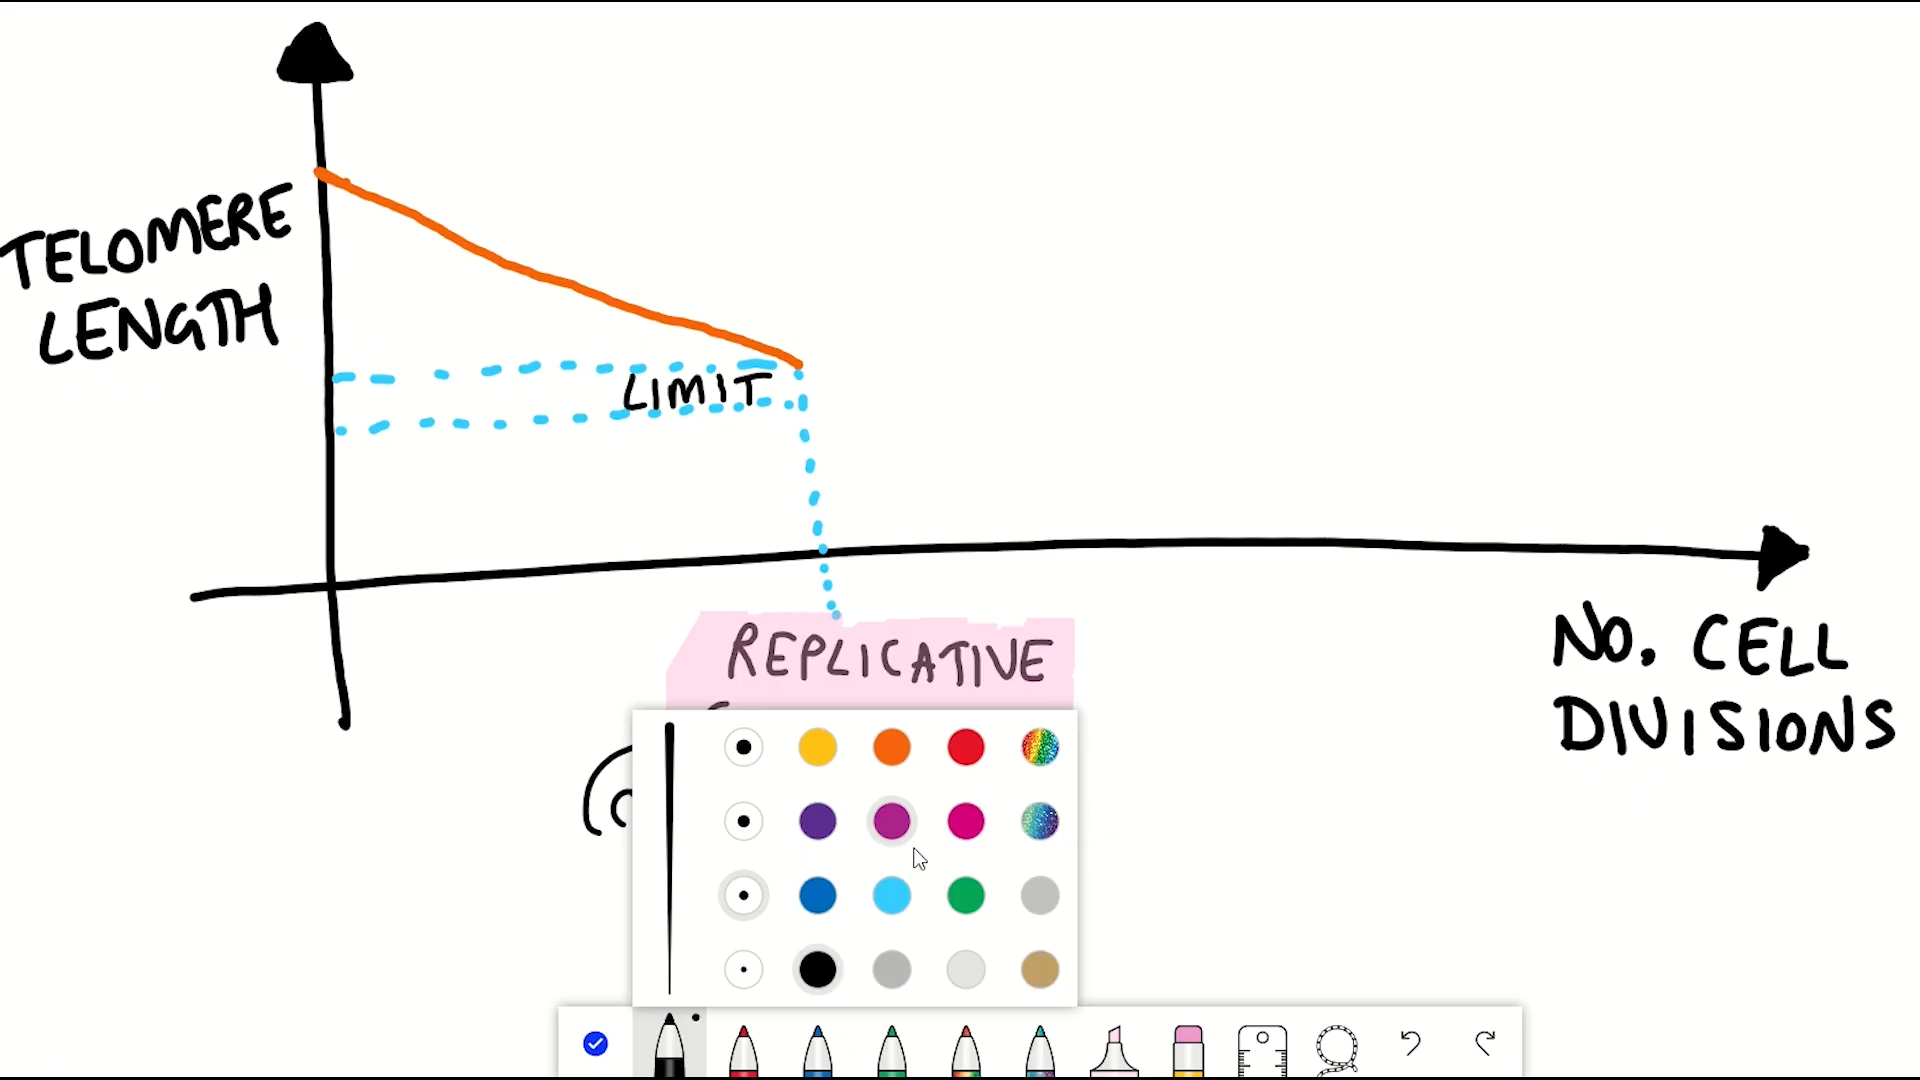 TELOMERE
LENGTH
LIMIT
REPLICATIVE
No. CELL
DIVISIONS